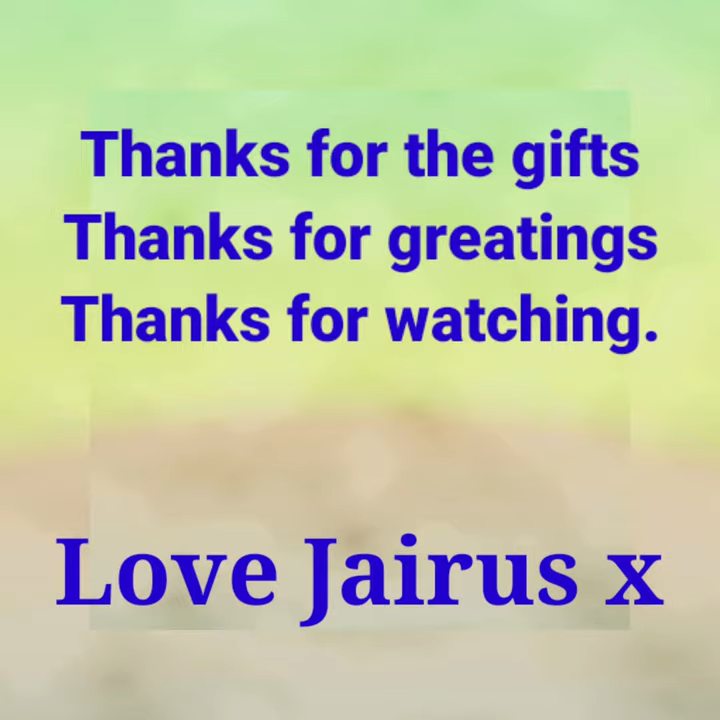 Thanks for the gifts
Thanks for greatings
Thanks for watching.
Love Jairus x